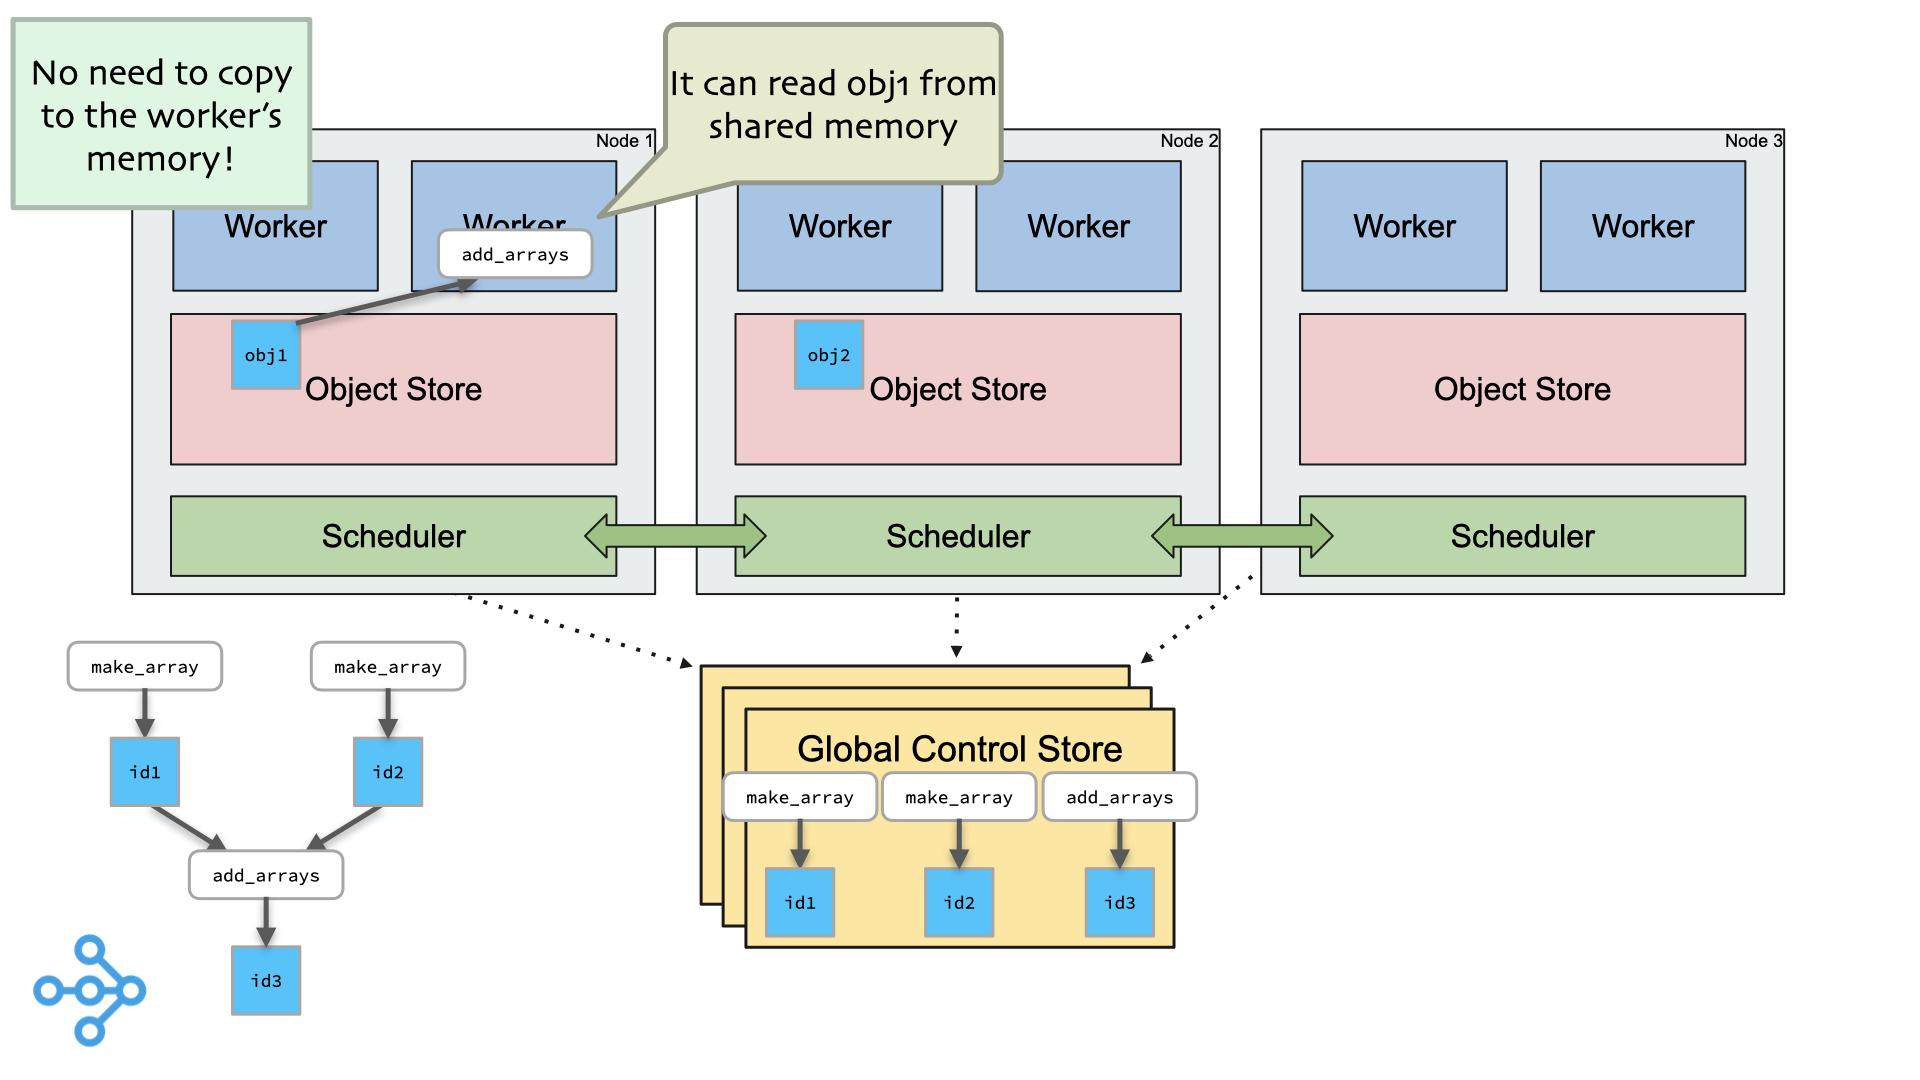 No need to copy
to the worker's
memory!
It can read obj1 from
shared memory
Node 1
Node 2
Node 3
Worker
Worker
Worker
Worker
Worker
Worker
add_arrays
obj1
obj2
Object Store
Object Store
Object Store
Scheduler
Scheduler
Scheduler
make_array
make_array
id1
id2
add_arrays
id3
Global Control Store
make_array
make_array
add_arrays
id1
id2
id3